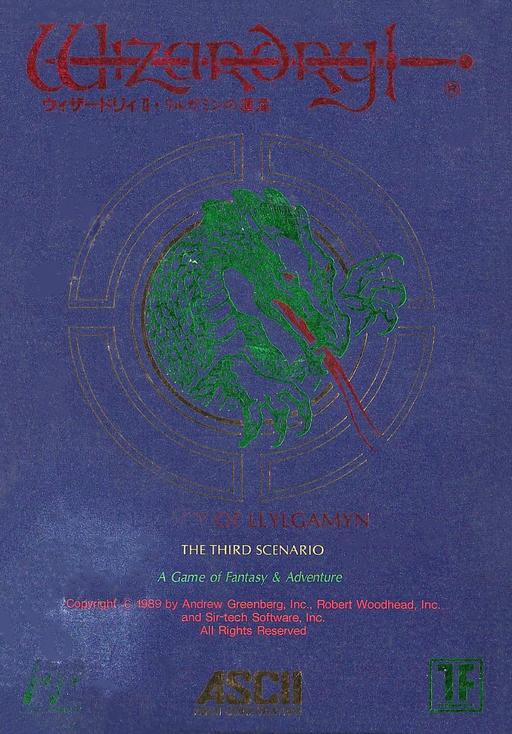 Wizardry
®
ウィザードリィⅡ・リルガミンの遺産
OF LLYLGAMYN
THE THIRD SCENARIO
A Game of Fantasy & Adventure
Copyright © 1989 by Andrew Greenberg, Inc., Robert Woodhead, Inc.
and Sir-tech Software, Inc.
All Rights Reserved
ASCII
1F